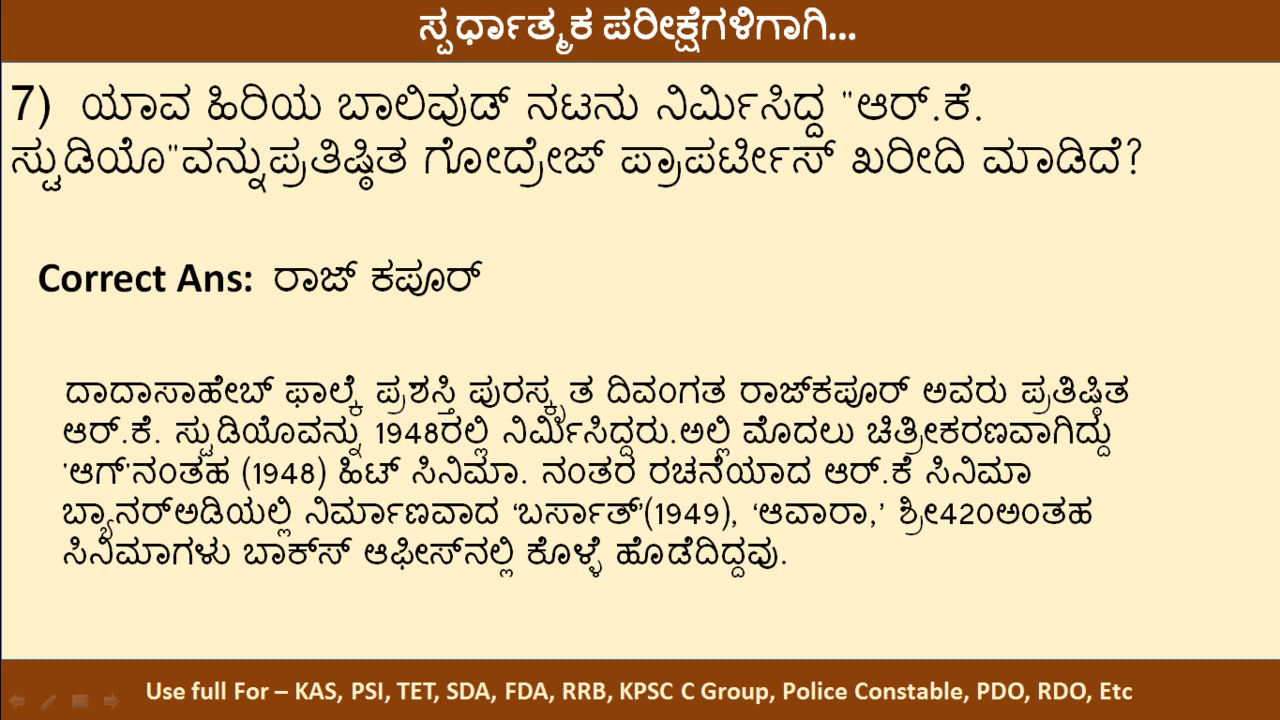 ಸ್ಪರ್ಧಾತ್ಮಕ ಪರೀಕ್ಷೆಗಳಿಗಾಗಿ...
7) ಯಾವ ಹಿರಿಯ ಬಾಲಿವುಡ್ ನಟನು ನಿರ್ಮಿಸಿದ್ದ "ಆರ್.ಕೆ.
ಸ್ಟುಡಿಯೊ"ವನ್ನುಪ್ರತಿಷ್ಠಿತ ಗೋದ್ರೇಜ್ ಪ್ರಾಪರ್ಟೀಸ್ ಖರೀದಿ ಮಾಡಿದೆ?
Correct Ans: ರಾಜ್ ಕಪೂರ್
ದಾದಾಸಾಹೇಬ್ ಫಾಲ್ಕೆ ಪ್ರಶಸ್ತಿ ಪುರಸ್ಕೃತ ದಿವಂಗತ ರಾಜ್‌ಕಪೂರ್ ಅವರು ಪ್ರತಿಷ್ಠಿತ
ಆರ್.ಕೆ. ಸ್ಟುಡಿಯೊವನ್ನು 1948ರಲ್ಲಿ ನಿರ್ಮಿಸಿದ್ದರು.ಅಲ್ಲಿ ಮೊದಲು ಚಿತ್ರೀಕರಣವಾಗಿದ್ದು
'ಆಗ್'ನಂತಹ (1948) ಹಿಟ್ ಸಿನಿಮಾ. ನಂತರ ರಚನೆಯಾದ ಆರ್.ಕೆ ಸಿನಿಮಾ
ಬ್ಯಾನರ್‌ಅಡಿಯಲ್ಲಿ ನಿರ್ಮಾಣವಾದ 'ಬರ್ಸಾತ್'(1949), 'ಆವಾರಾ,' ಶ್ರೀ420ಅಂತಹ
ಸಿನಿಮಾಗಳು ಬಾಕ್ಸ್ ಆಫೀಸ್‌ನಲ್ಲಿ ಕೊಳ್ಳೆ ಹೊಡೆದಿದ್ದವು.
Use full For – KAS, PSI, TET, SDA, FDA, RRB, KPSC C Group, Police Constable, PDO, RDO, Etc